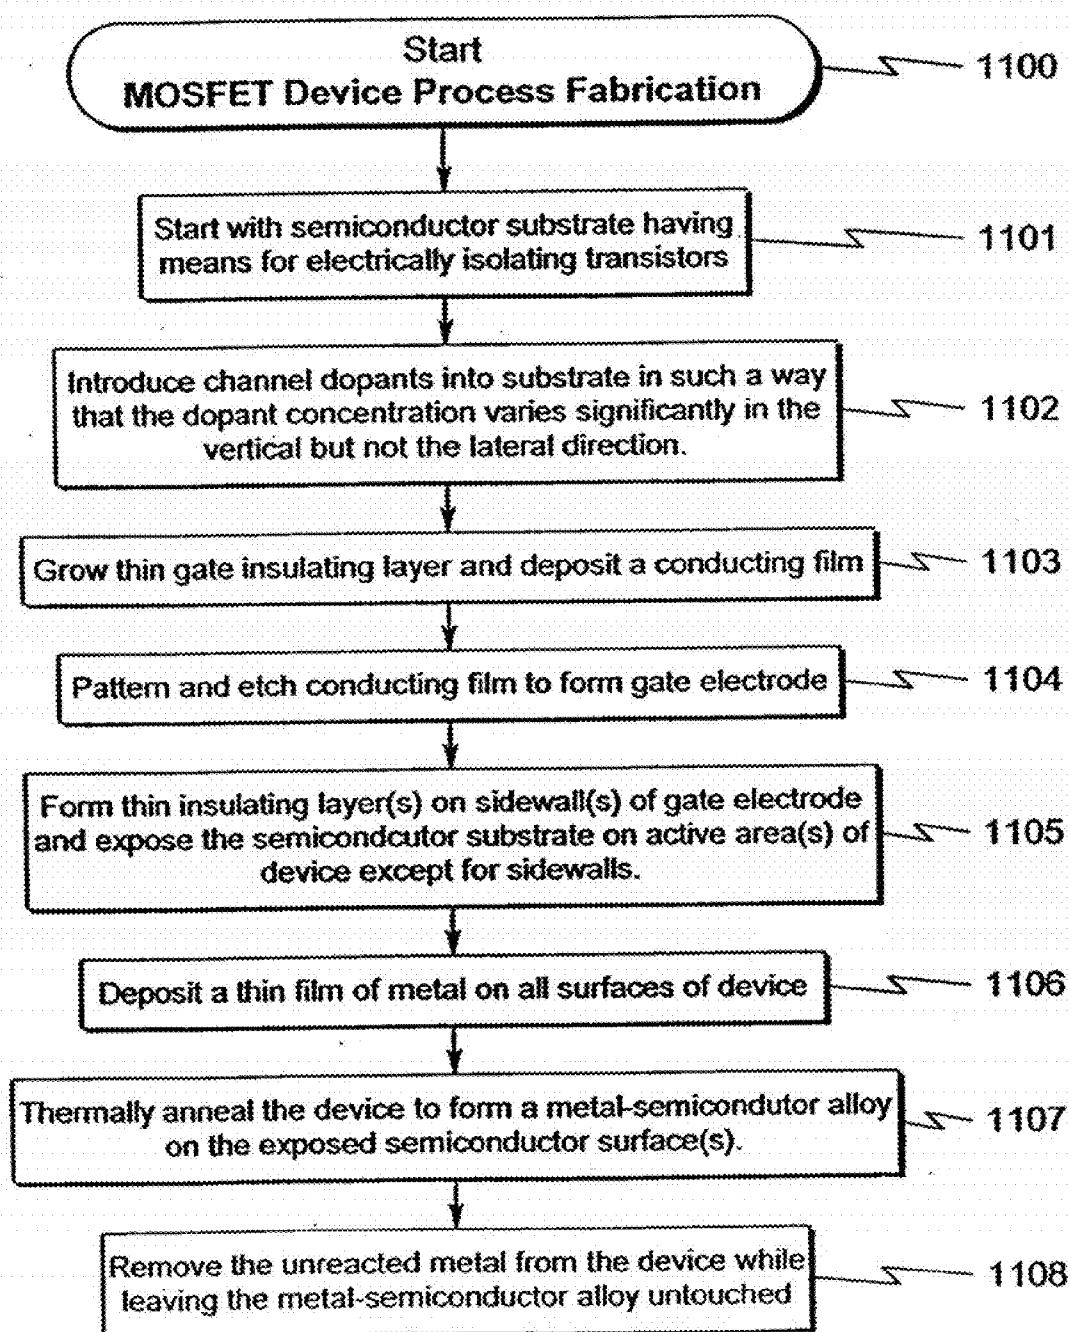 Start
MOSFET Device Process Fabrication
1100
Start with semiconductor substrate having
means for electrically isolating transistors
1101
Introduce channel dopants into substrate in such a way
that the dopant concentration varies significantly in the
vertical but not the lateral direction.
1102
Grow thin gate insulating layer and deposit a conducting film
1103
Pattern and etch conducting film to form gate electrode
1104
Form thin insulating layer(s) on sidewall(s) of gate electrode
and expose the semicondcutor substrate on active area(s) of
device except for sidewalls.
1105
Deposit a thin film of metal on all surfaces of device
1106
Thermally anneal the device to form a metal-semicondutor alloy
on the exposed semiconductor surface(s).
1107
Remove the unreacted metal from the device while
leaving the metal-semiconductor alloy untouched
1108